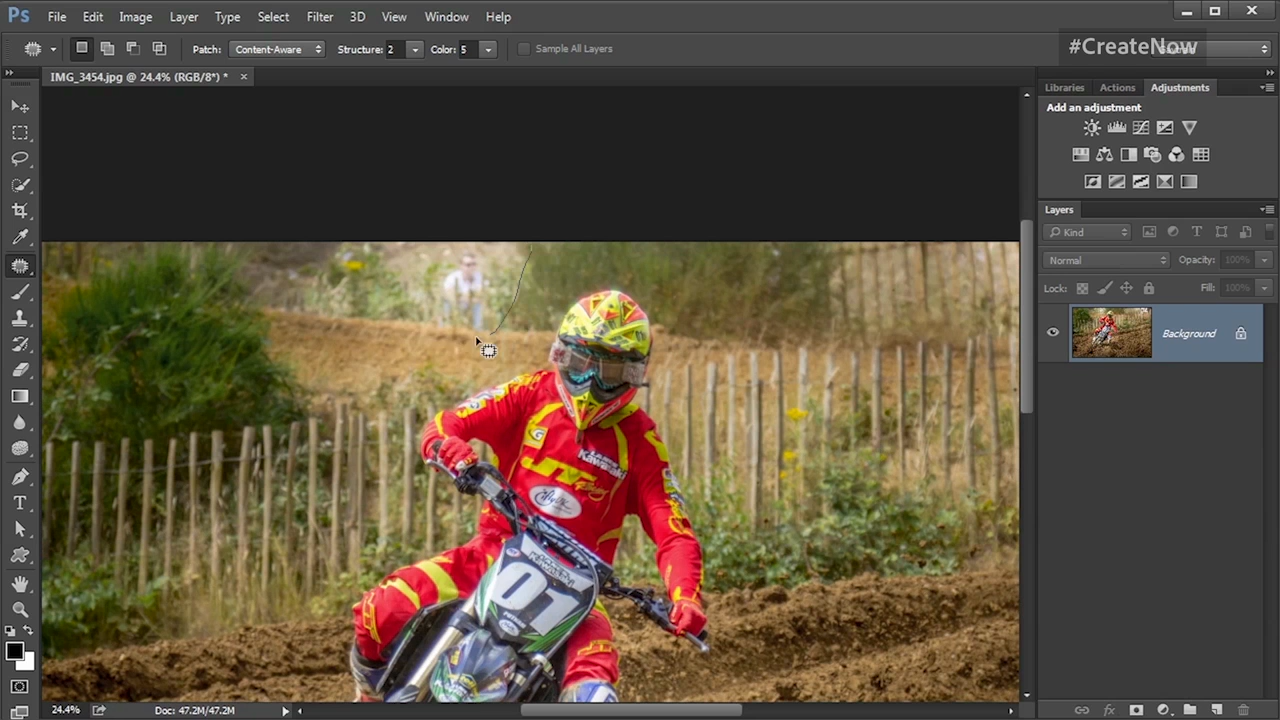 Ps File Edit Image Layer Type Select Filter 3D View Window Help
Patch: Content-Aware Structure: 2 Color: 5 Sample All Layers
#CreateNow
IMG_3454.jpg @ 24.4% (RGB/8*) * ×
Libraries Actions Adjustments
Add an adjustment
Layers
Kind
Normal Opacity: 100%
Lock: Fill: 100%
Background
Kawasaki
01
24.4% Doc: 47.2M/47.2M